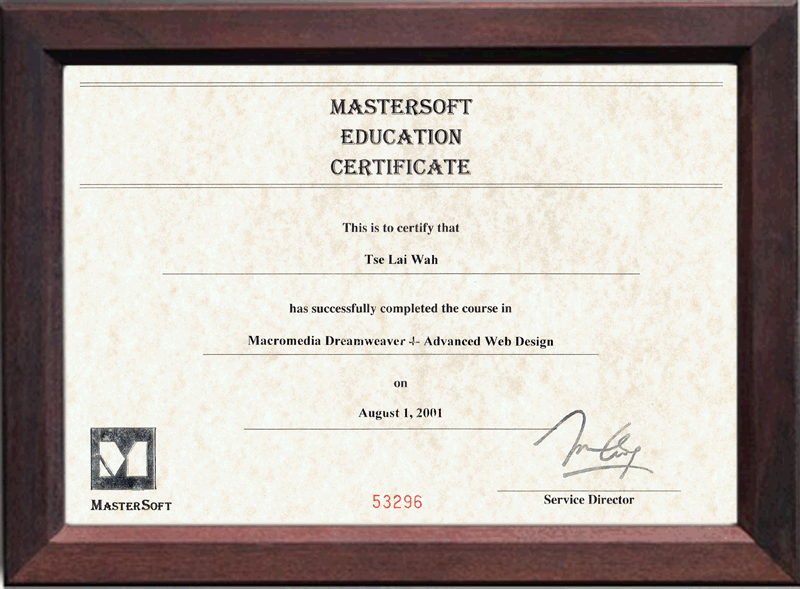 MASTERSOFT
EDUCATION
CERTIFICATE
This is to certify that
Tse Lai Wah
has successfully completed the course in
Macromedia Dreamweaver 4- Advanced Web Design
on
August 1, 2001
MASTERSOFT
53296
Service Director